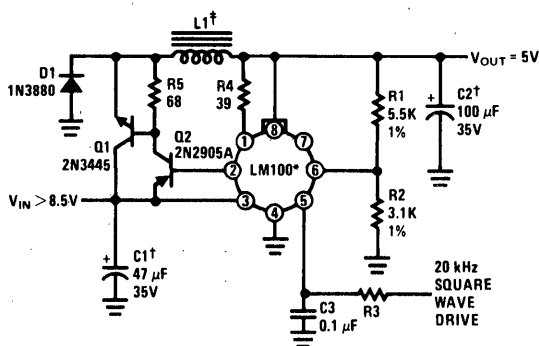 L1‡
VOUT = 5V
D1
1N3880
R5
68
R4
39
R1
5.5K
1%
C2†
100 μF
35V
+
Q1
2N3445
Q2
2N2905A
1
8
7
2
LM100*
6
3
4
5
R2
3.1K
1%
VIN > 8.5V
+
C1†
47 μF
35V
C3
0.1 μF
R3
20 kHz
SQUARE
WAVE
DRIVE